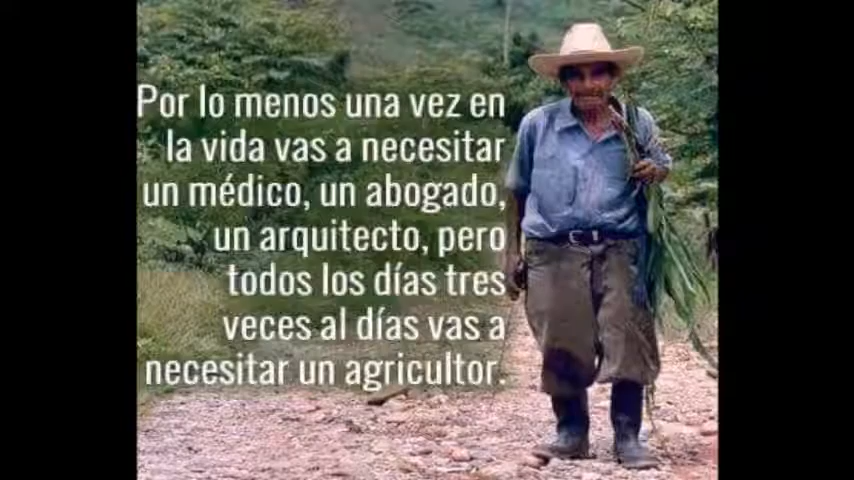 Por lo menos una vez en
la vida vas a necesitar
un médico, un abogado,
un arquitecto, pero
todos los días tres
veces al días vas a
necesitar un agricultor.